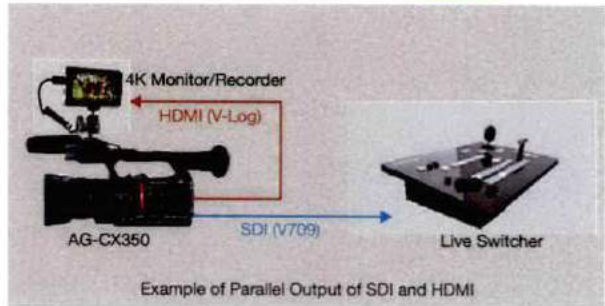 4K Monitor/Recorder
HDMI (V-Log)
AG-CX350
SDI (V709)
Live Switcher
Example of Parallel Output of SDI and HDMI